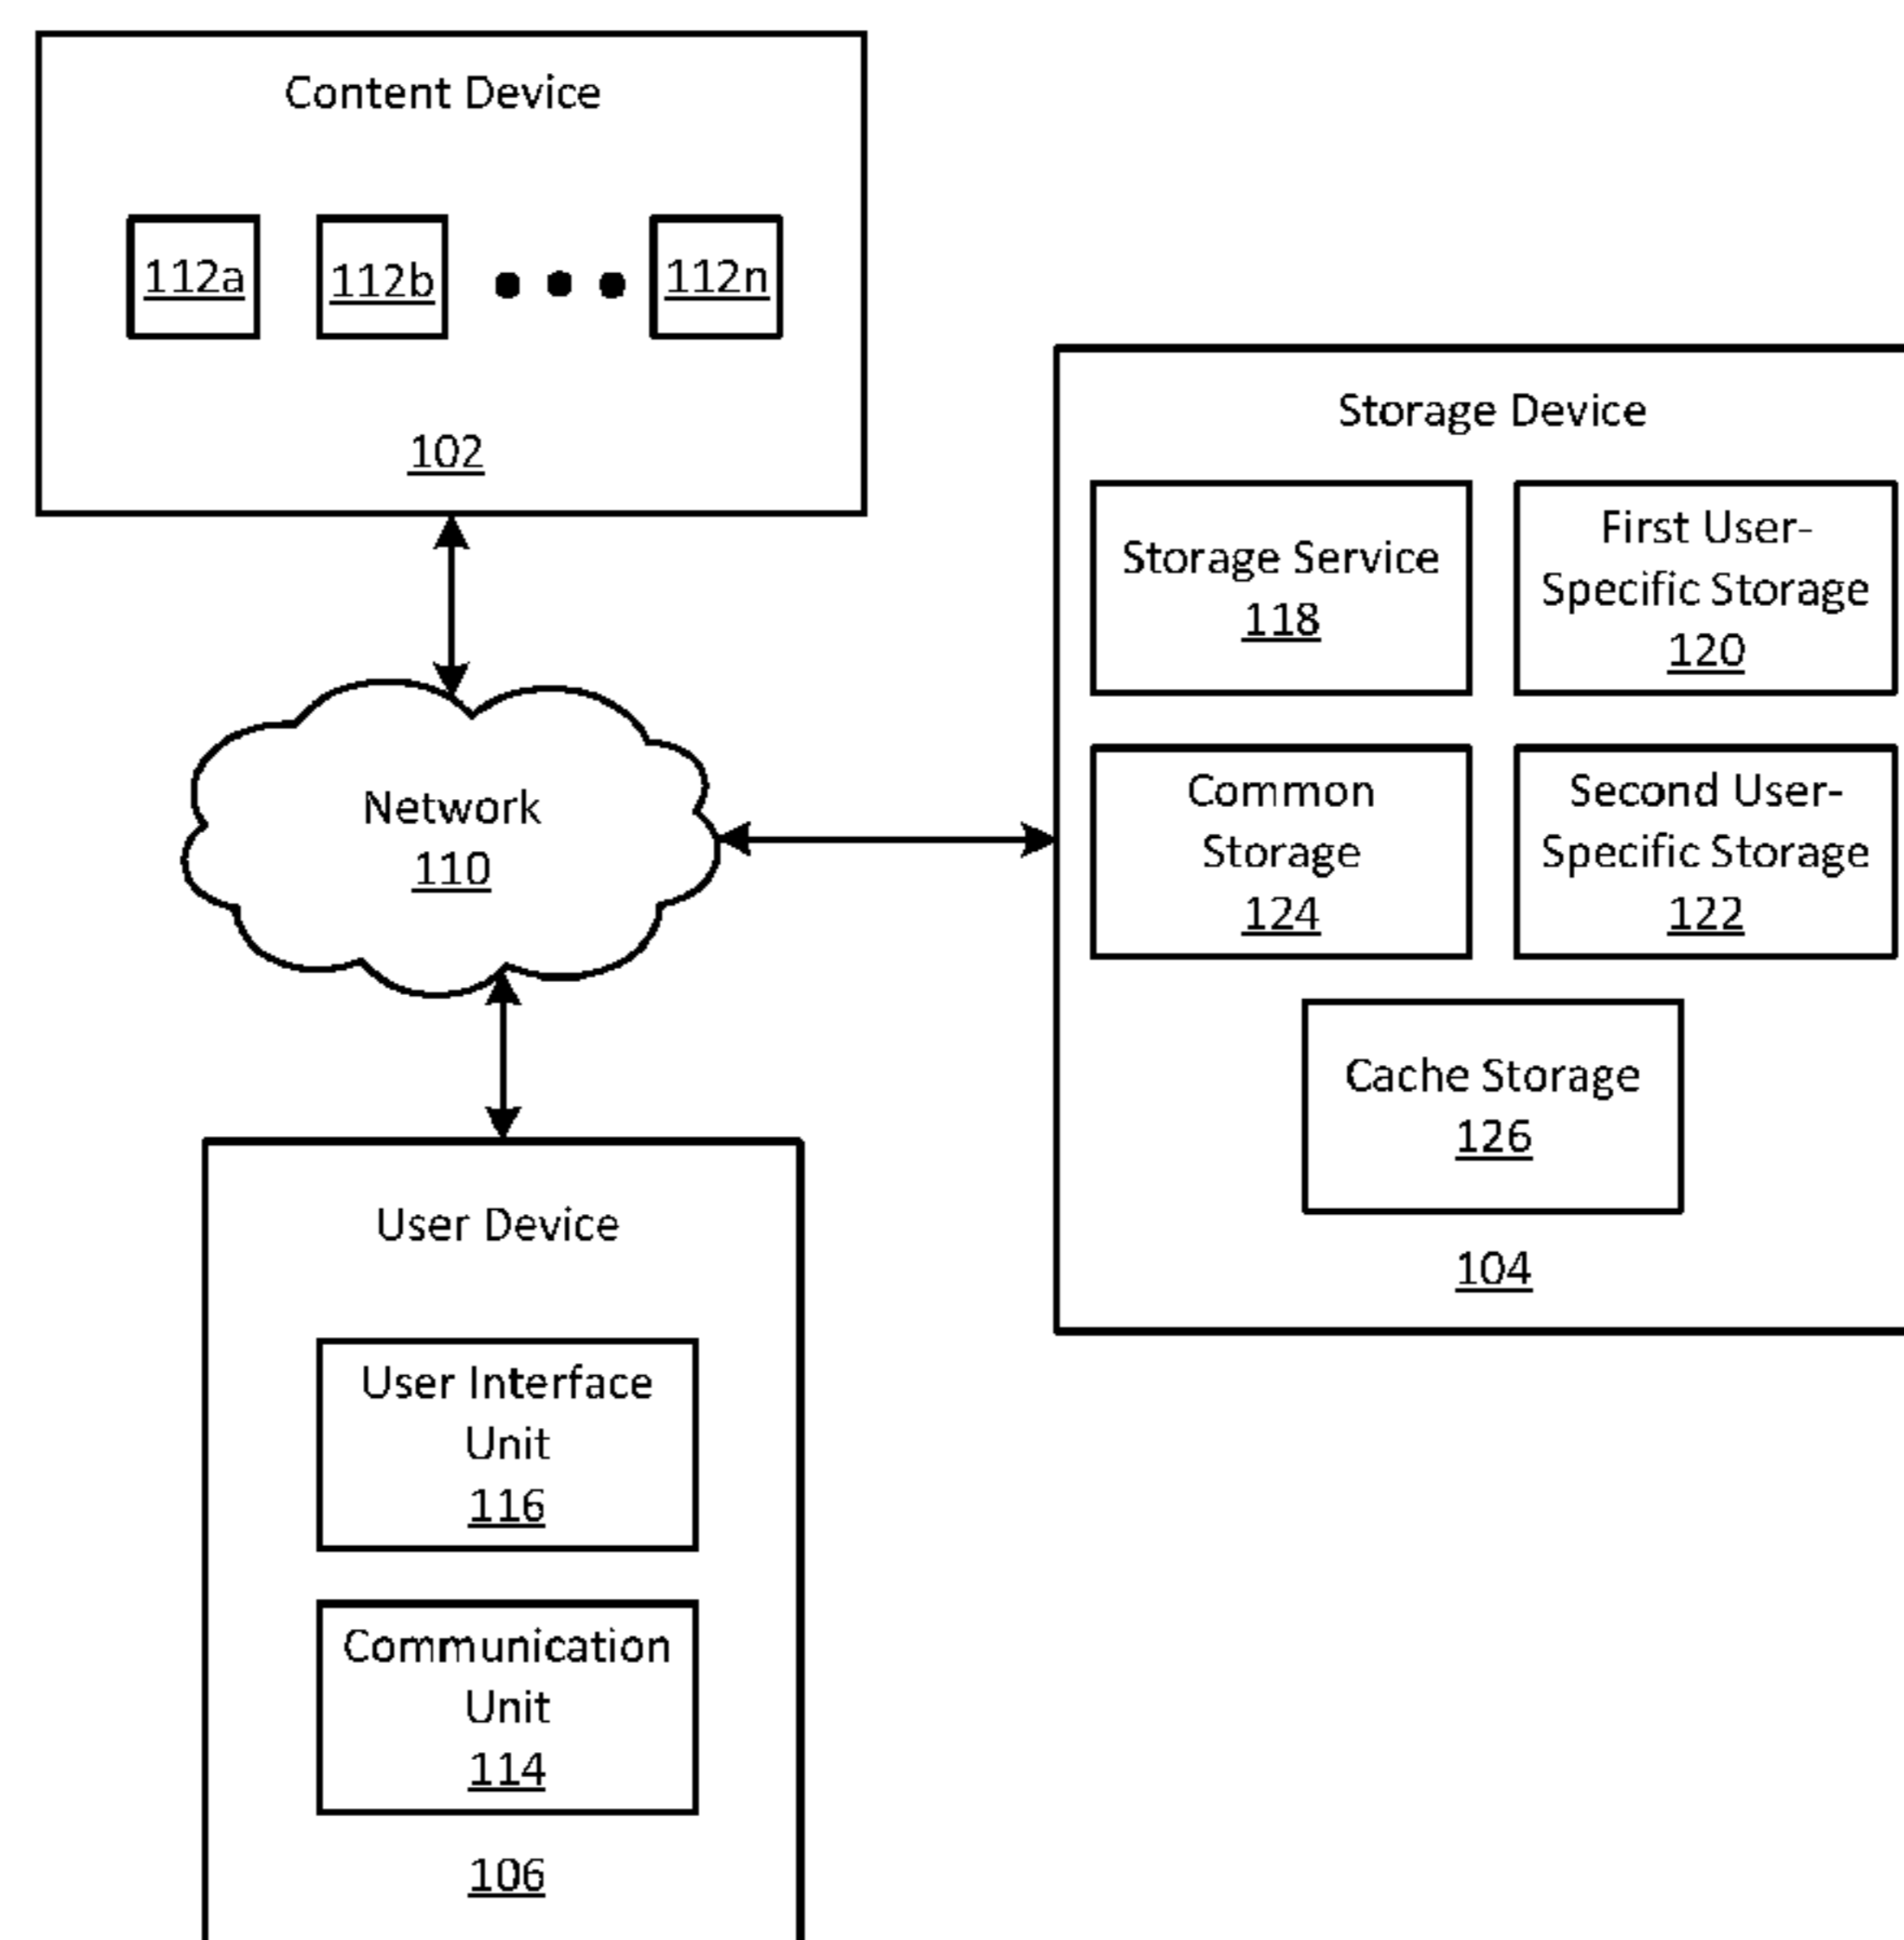 Content Device
112a 112b 112n
102
Storage Device
Storage Service
118
First User-
Specific Storage
120
Common
Storage
124
Second User-
Specific Storage
122
Cache Storage
126
104
Network
110
User Device
User Interface
Unit
116
Communication
Unit
114
106